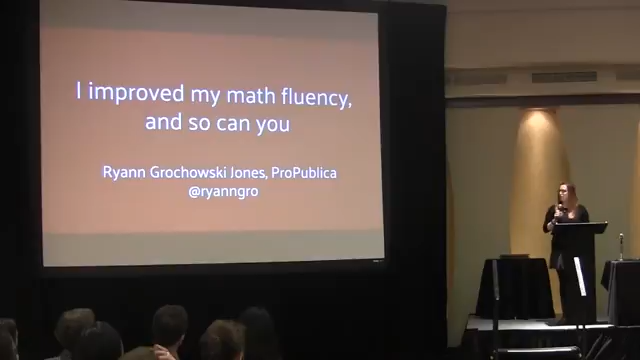 I improved my math fluency,
and so can you
Ryann Grochowski Jones, ProPublica
@ryanngro